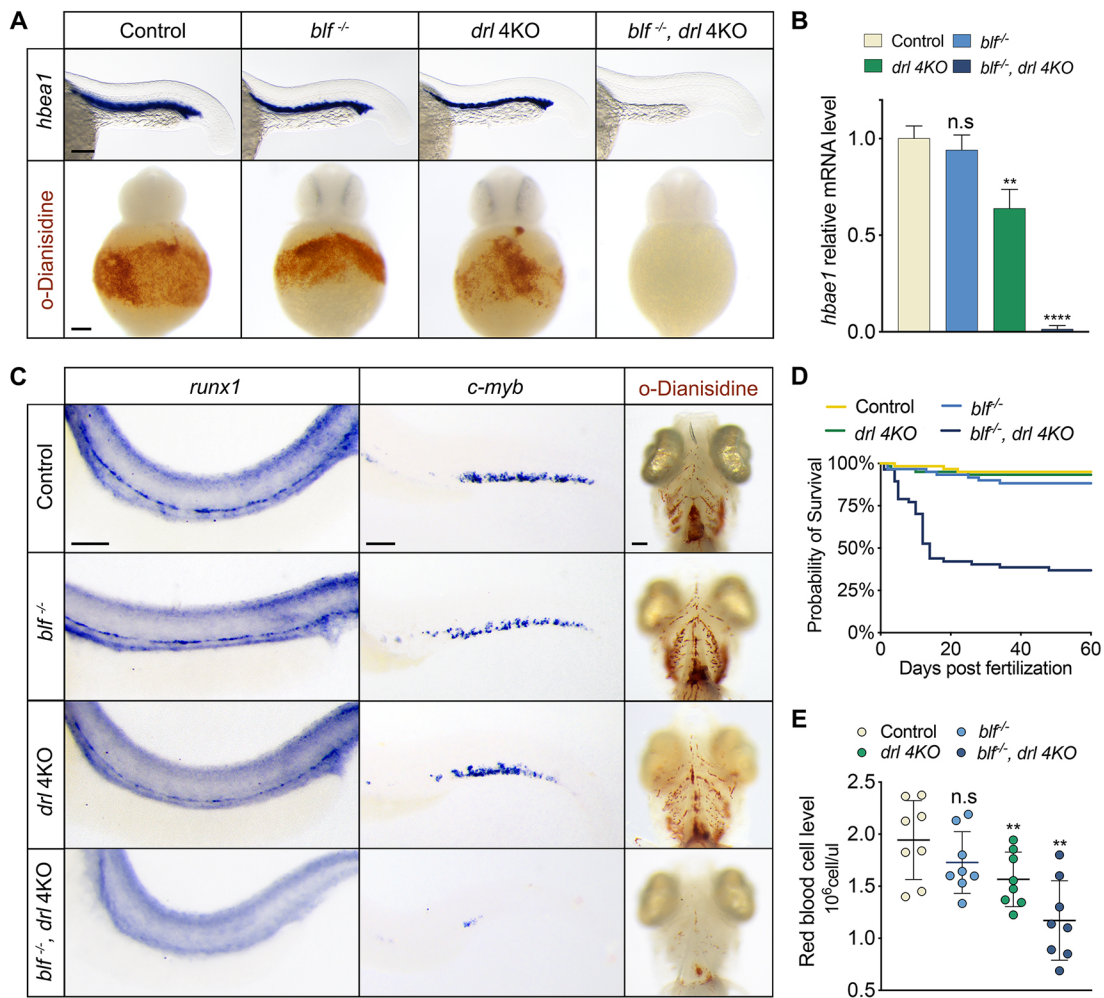 A
Control
blf -/-
drl 4KO
blf -/-, drl 4KO
hbea1
o-Dianisidine
B
Control
blf-/-
drl 4KO
blf-/-, drl 4KO
hbae1 relative mRNA level
1.0
0.5
0.0
n.s
**
****
C
runx1
c-myb
o-Dianisidine
Control
blf -/-
drl 4KO
blf -/-, drl 4KO
D
Control
blf-/-
drl 4KO
blf-/-, drl 4KO
Probability of Survival
100%
75%
50%
25%
0%
0
20
40
60
Days post fertilization
E
Control
blf-/-
drl 4KO
blf-/-, drl 4KO
Red blood cell level
10⁶cell/ul
2.5
2.0
1.5
1.0
0.5
n.s
**
**